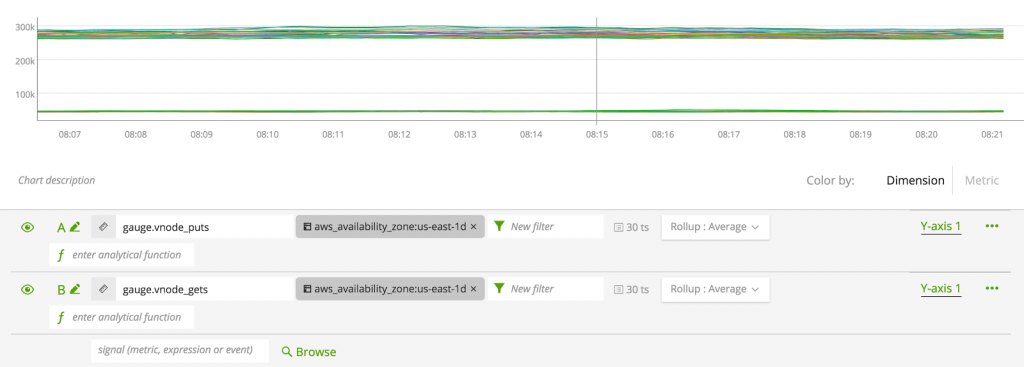 300k
200k
100k
08:07 08:08 08:09 08:10 08:11 08:12 08:13 08:14 08:15 08:16 08:17 08:18 08:19 08:20 08:21
Chart description Color by: Dimension Metric
A gauge.vnode_puts aws_availability_zone:us-east-1d × New filter 30 ts Rollup : Average Y-axis 1 •••
f enter analytical function
B gauge.vnode_gets aws_availability_zone:us-east-1d × New filter 30 ts Rollup : Average Y-axis 1 •••
f enter analytical function
signal (metric, expression or event) Browse